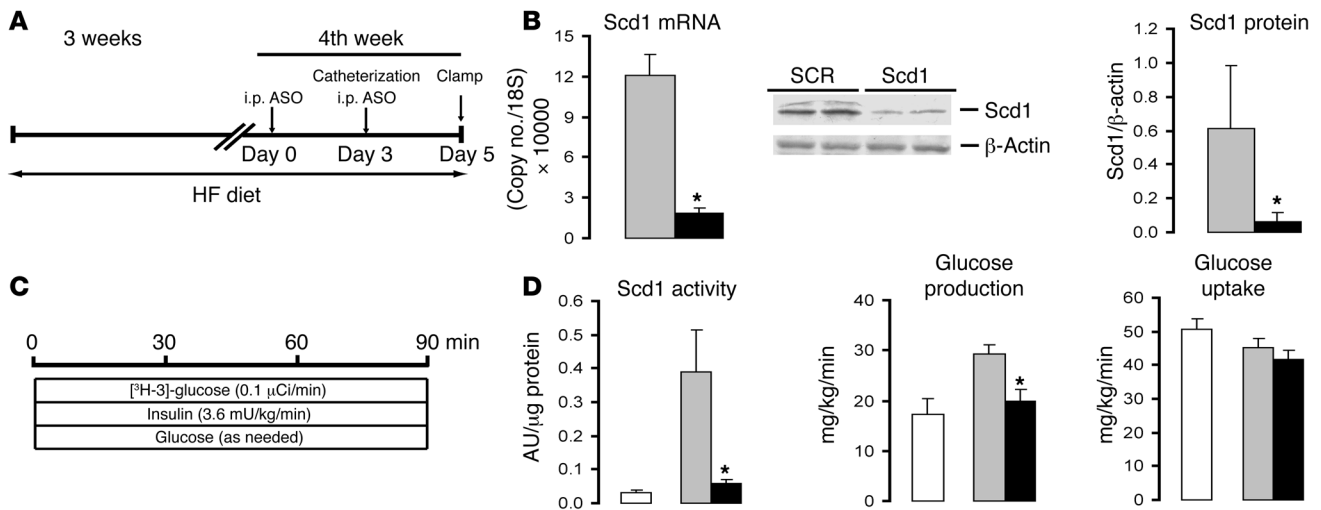 A
3 weeks
4th week
Catheterization
Clamp
i.p. ASO
i.p. ASO
Day 0
Day 3
Day 5
HF diet
B
Scd1 mRNA
(Copy no./18S)
× 10000
15
12
9
6
3
0
*
SCR
Scd1
Scd1
β-Actin
Scd1 protein
Scd1/β-actin
1.2
1.0
0.8
0.6
0.4
0.2
0.0
*
C
0
30
60
90 min
[³H-3]-glucose (0.1 μCi/min)
Insulin (3.6 mU/kg/min)
Glucose (as needed)
D
Scd1 activity
AU/μg protein
0.6
0.5
0.4
0.3
0.2
0.1
0.0
*
Glucose
production
mg/kg/min
40
30
20
10
0
*
Glucose
uptake
mg/kg/min
60
50
40
30
20
10
0